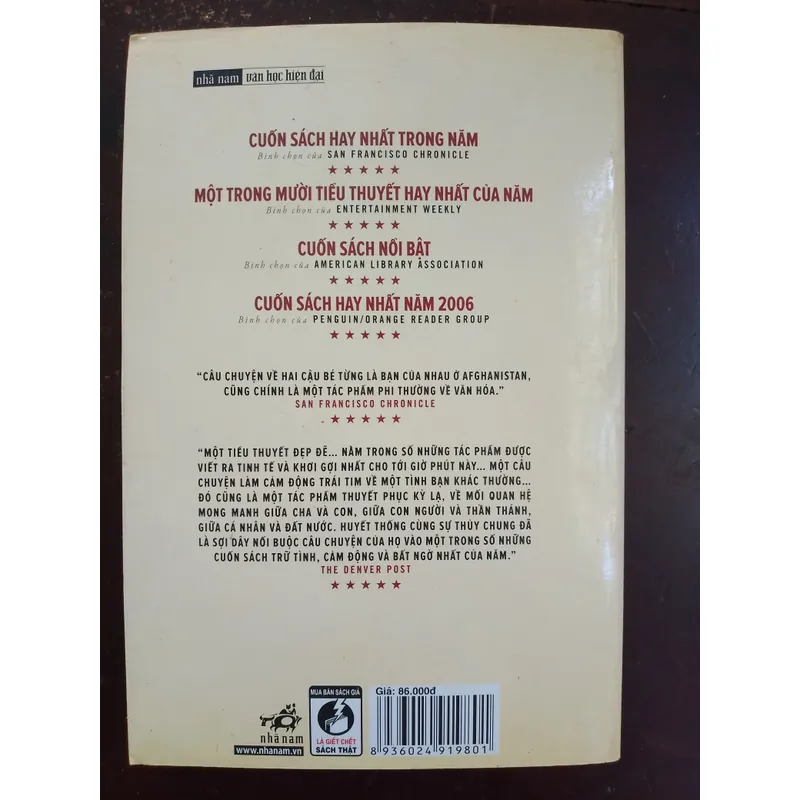 nhã nam văn học hiện đại
CUỐN SÁCH HAY NHẤT TRONG NĂM
Bình chọn của SAN FRANCISCO CHRONICLE
★ ★ ★ ★ ★
MỘT TRONG MƯỜI TIỂU THUYẾT HAY NHẤT CỦA NĂM
Bình chọn của ENTERTAINMENT WEEKLY
★ ★ ★ ★ ★
CUỐN SÁCH NỔI BẬT
Bình chọn của AMERICAN LIBRARY ASSOCIATION
★ ★ ★ ★ ★
CUỐN SÁCH HAY NHẤT NĂM 2006
Bình chọn của PENGUIN/ORANGE READER GROUP
★ ★ ★ ★ ★
“CÂU CHUYỆN VỀ HAI CẬU BÉ TỪNG LÀ BẠN CỦA NHAU Ở AFGHANISTAN,
CŨNG CHÍNH LÀ MỘT TÁC PHẨM PHI THƯỜNG VỀ VĂN HÓA.”
SAN FRANCISCO CHRONICLE
★ ★ ★ ★ ★
“MỘT TIỂU THUYẾT ĐẸP ĐẼ... NẰM TRONG SỐ NHỮNG TÁC PHẨM ĐƯỢC
VIẾT RA TINH TẾ VÀ KHƠI GỢI NHẤT CHO TỚI GIỜ PHÚT NÀY... MỘT CÂU
CHUYỆN LÀM CẢM ĐỘNG TRÁI TIM VỀ MỘT TÌNH BẠN KHÁC THƯỜNG...
ĐÓ CŨNG LÀ MỘT TÁC PHẨM THUYẾT PHỤC KỲ LẠ, VỀ MỐI QUAN HỆ
MONG MANH GIỮA CHA VÀ CON, GIỮA CON NGƯỜI VÀ THẦN THÁNH,
GIỮA CÁ NHÂN VÀ ĐẤT NƯỚC. HUYẾT THỐNG CÙNG SỰ THỦY CHUNG ĐÃ
LÀ SỢI DÂY NỐI BUỘC CÂU CHUYỆN CỦA HỌ VÀO MỘT TRONG SỐ NHỮNG
CUỐN SÁCH TRỮ TÌNH, CẢM ĐỘNG VÀ BẤT NGỜ NHẤT CỦA NĂM.”
THE DENVER POST
★ ★ ★ ★ ★
nhã nam
www.nhanam.vn
MUA BÁN SÁCH GIẢ
LÀ GIẾT CHẾT
SÁCH THẬT
Giá: 86.000đ
8 936024 919801